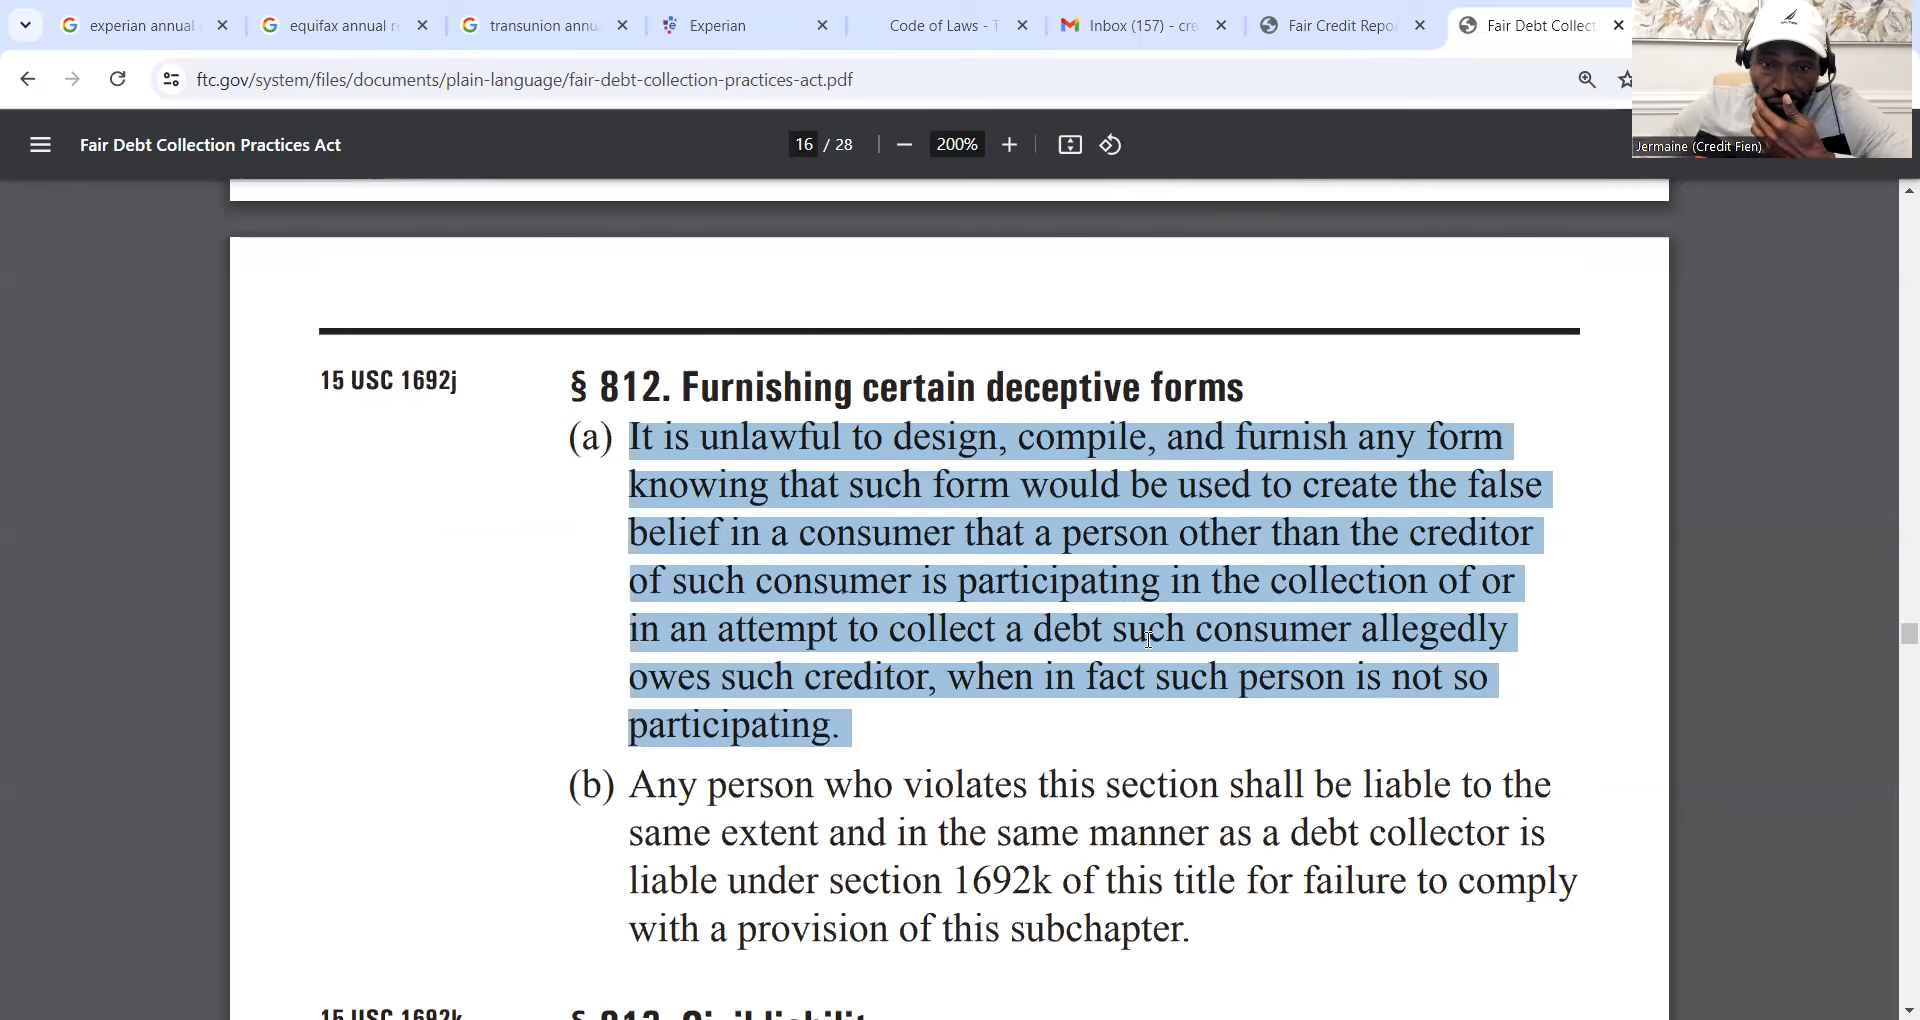 experian annual
equifax annual r
transunion annu
Experian
Code of Laws - T
Inbox (157) - cre
Fair Credit Repo
Fair Debt Collect
ftc.gov/system/files/documents/plain-language/fair-debt-collection-practices-act.pdf
Jermaine (Credit Fien)
Fair Debt Collection Practices Act
16 / 28
200%
15 USC 1692j
§ 812. Furnishing certain deceptive forms
(a) It is unlawful to design, compile, and furnish any form
knowing that such form would be used to create the false
belief in a consumer that a person other than the creditor
of such consumer is participating in the collection of or
in an attempt to collect a debt such consumer allegedly
owes such creditor, when in fact such person is not so
participating.
(b) Any person who violates this section shall be liable to the
same extent and in the same manner as a debt collector is
liable under section 1692k of this title for failure to comply
with a provision of this subchapter.
15 USC 1692k
§ 813. Civil liabilit